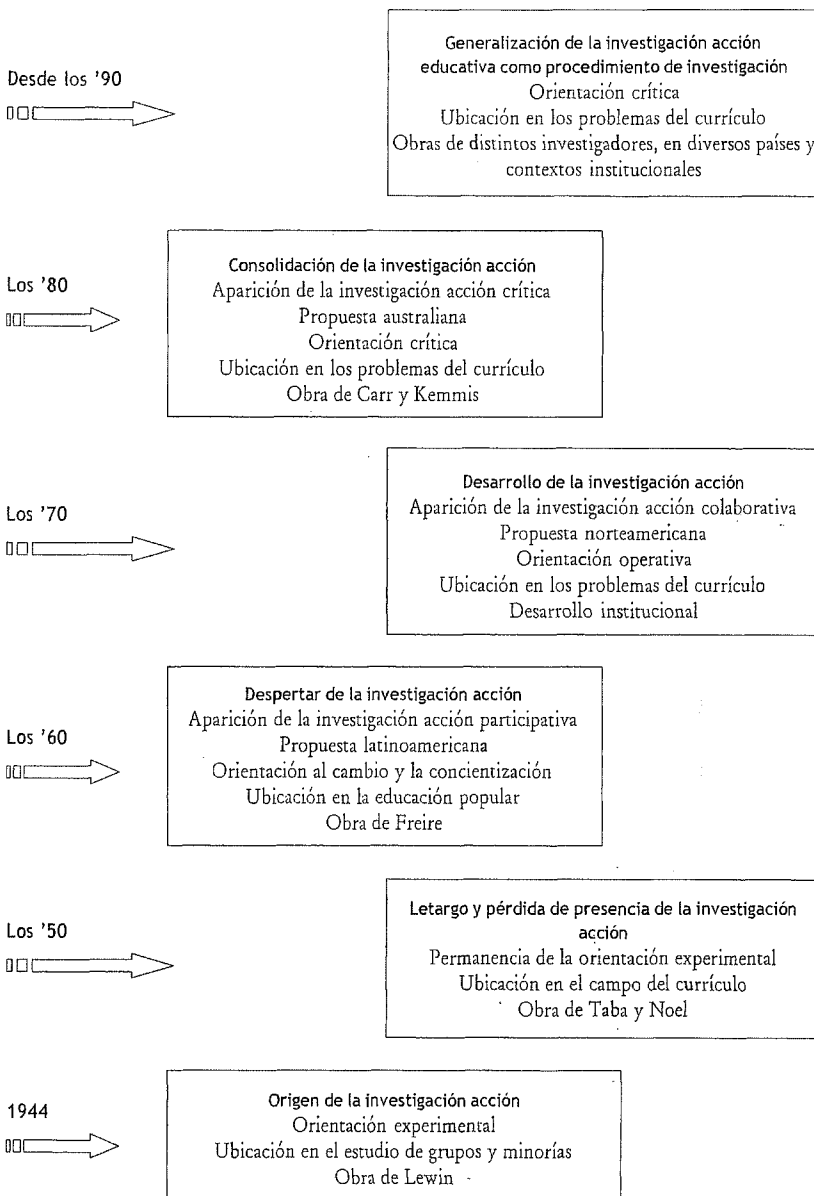 Desde los '90
Generalización de la investigación acción
educativa como procedimiento de investigación
Orientación crítica
Ubicación en los problemas del currículo
Obras de distintos investigadores, en diversos países y
contextos institucionales
Los '80
Consolidación de la investigación acción
Aparición de la investigación acción crítica
Propuesta australiana
Orientación crítica
Ubicación en los problemas del currículo
Obra de Carr y Kemmis
Los '70
Desarrollo de la investigación acción
Aparición de la investigación acción colaborativa
Propuesta norteamericana
Orientación operativa
Ubicación en los problemas del currículo
Desarrollo institucional
Los '60
Despertar de la investigación acción
Aparición de la investigación acción participativa
Propuesta latinoamericana
Orientación al cambio y la concientización
Ubicación en la educación popular
Obra de Freire
Los '50
Letargo y pérdida de presencia de la investigación
acción
Permanencia de la orientación experimental
Ubicación en el campo del currículo
Obra de Taba y Noel
1944
Origen de la investigación acción
Orientación experimental
Ubicación en el estudio de grupos y minorías
Obra de Lewin